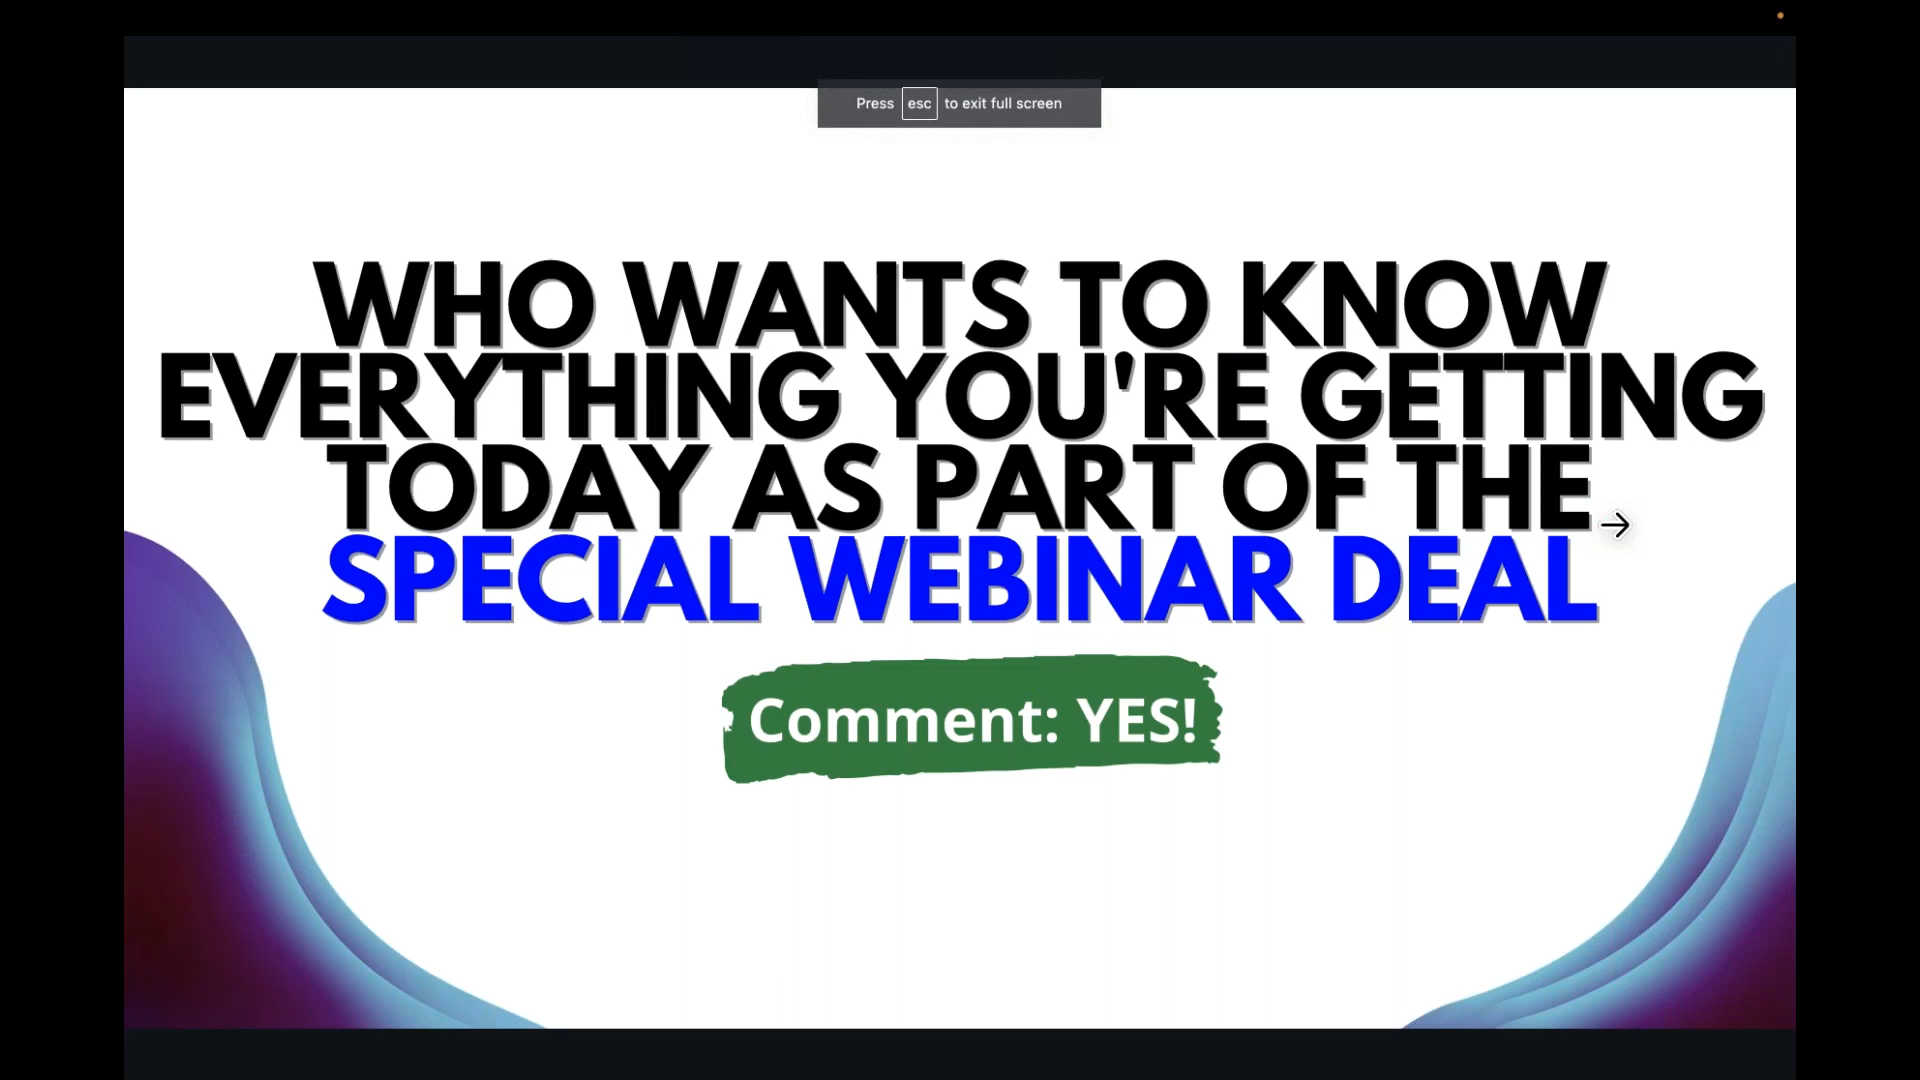 Press esc to exit full screen
WHO WANTS TO KNOW
EVERYTHING YOU'RE GETTING
TODAY AS PART OF THE
SPECIAL WEBINAR DEAL
Comment: YES!